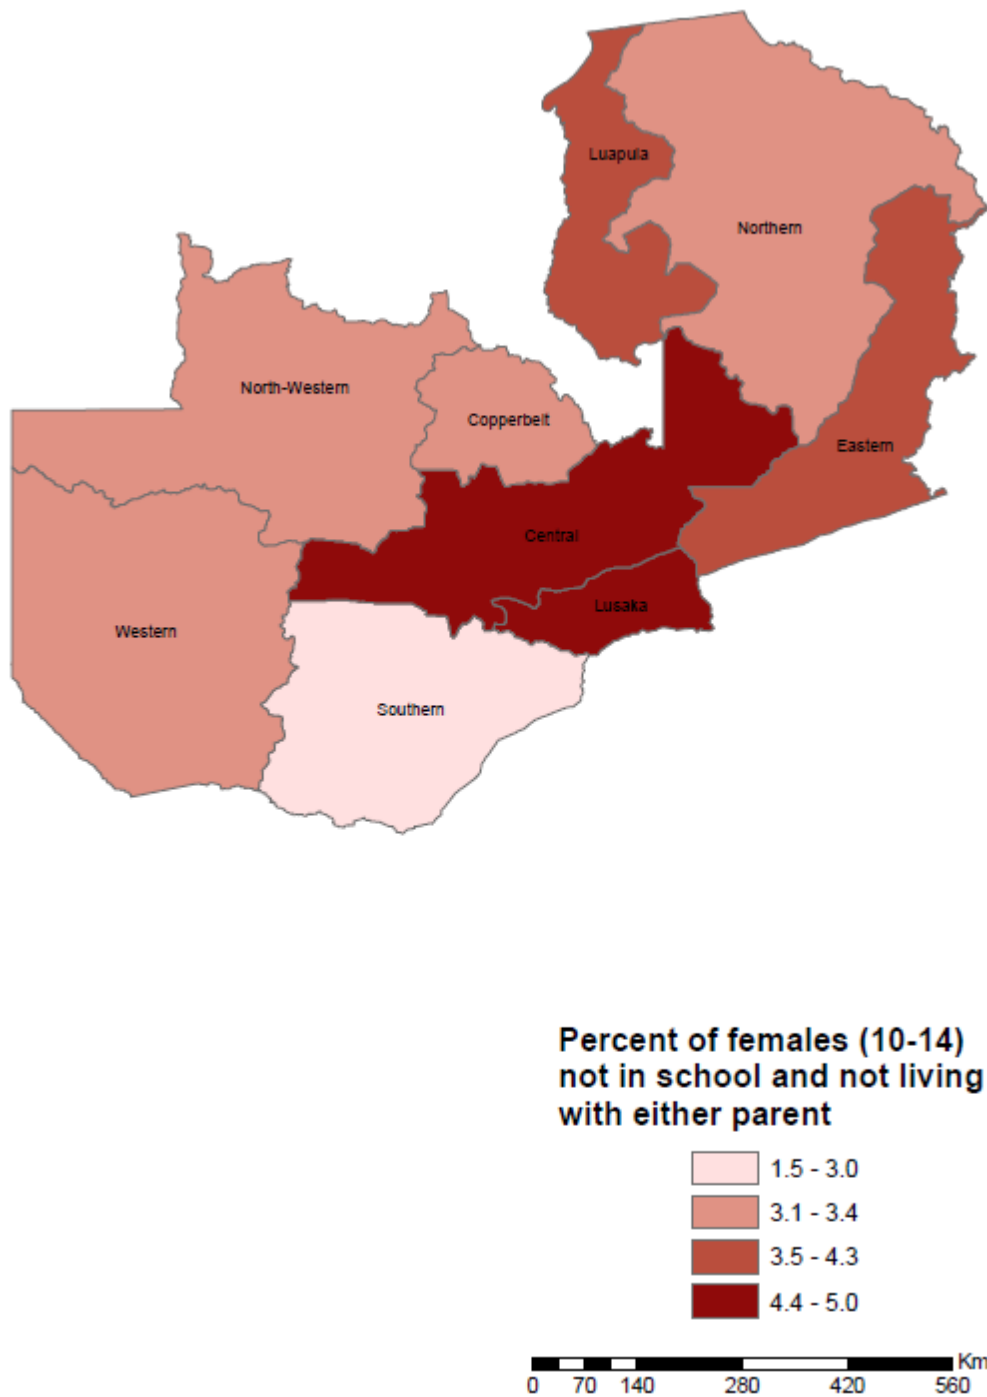 Luapula
Northern
North-Western
Copperbelt
Eastern
Central
Lusaka
Western
Southern
Percent of females (10-14)
not in school and not living
with either parent
1.5 - 3.0
3.1 - 3.4
3.5 - 4.3
4.4 - 5.0
Km
0 70 140 280 420 560